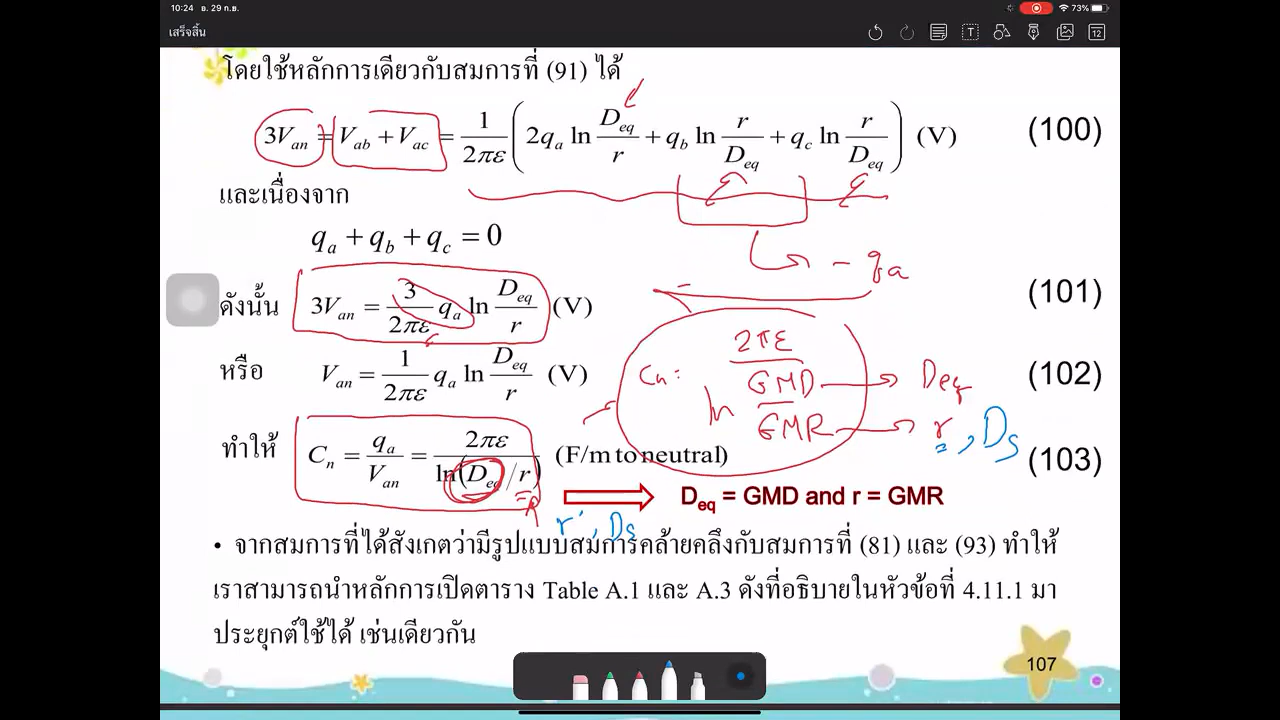 10:24 อ. 29 ก.ย. 73%
เสร็จสิ้น
โดยใช้หลักการเดียวกับสมการที่ (91) ได้
3V_an = V_ab + V_ac = 1/2πε (2q_a ln D_eq/r + q_b ln r/D_eq + q_c ln r/D_eq) (V) (100)
และเนื่องจาก
q_a + q_b + q_c = 0
- q_a
ดังนั้น 3V_an = 3/2πε q_a ln D_eq/r (V) (101)
หรือ V_an = 1/2πε q_a ln D_eq/r (V) (102)
Cn: 2πε / ln GMD/GMR
GMD → Deq
GMR → r, Ds
ทำให้ C_n = q_a/V_an = 2πε/ln(D_eq/r) (F/m to neutral) (103)
D_eq = GMD and r = GMR
r', Ds
• จากสมการที่ได้สังเกตว่ามีรูปแบบสมการคล้ายคลึงกับสมการที่ (81) และ (93) ทำให้
เราสามารถนำหลักการเปิดตาราง Table A.1 และ A.3 ดังที่อธิบายในหัวข้อที่ 4.11.1 มา
ประยุกต์ใช้ได้ เช่นเดียวกัน
107